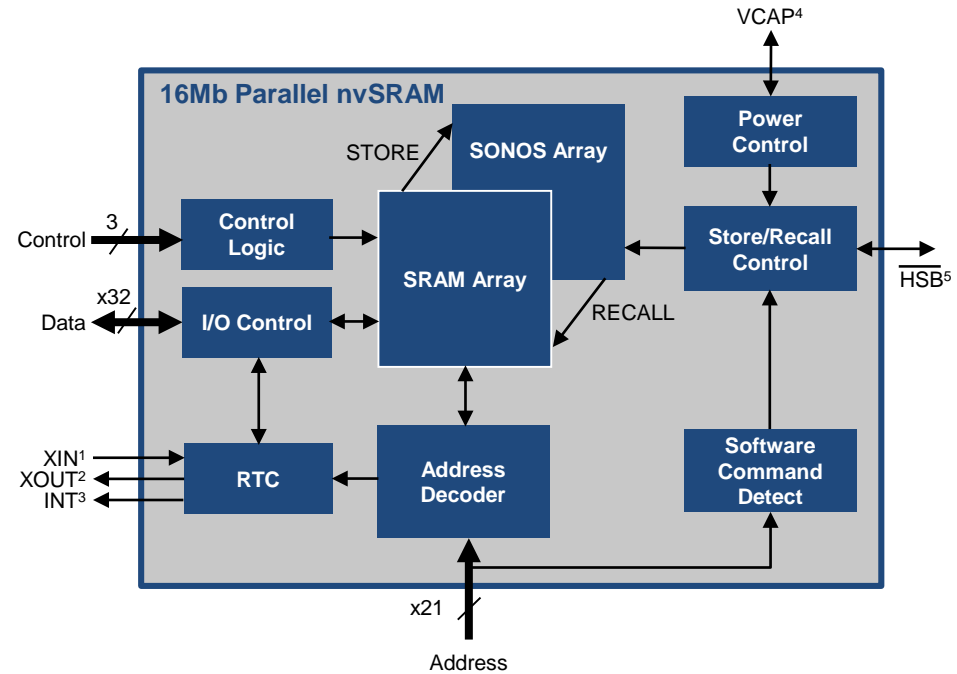 VCAP⁴
16Mb Parallel nvSRAM
Power
Control
STORE
SONOS Array
3
Control
Control
Logic
Store/Recall
Control
SRAM Array
HSB⁵
x32
Data
I/O Control
RECALL
XIN¹
XOUT²
INT³
RTC
Address
Decoder
Software
Command
Detect
x21
Address